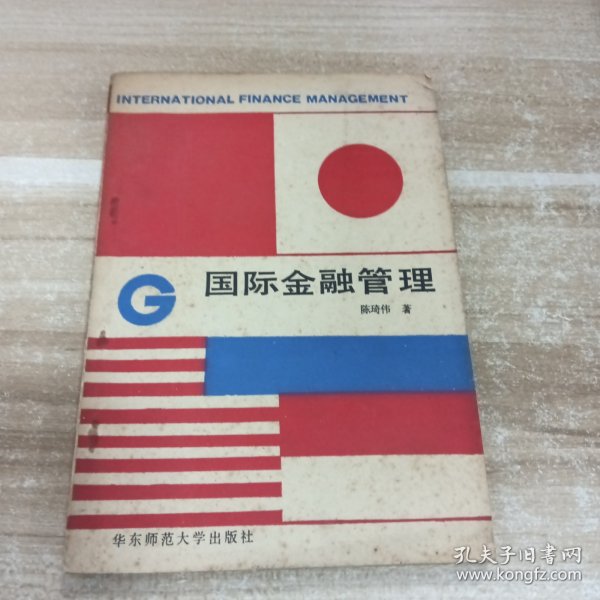 INTERNATIONAL FINANCE MANAGEMENT
G
国际金融管理
陈琦伟 著
华东师范大学出版社
孔夫子旧书网
www.kongfz.com